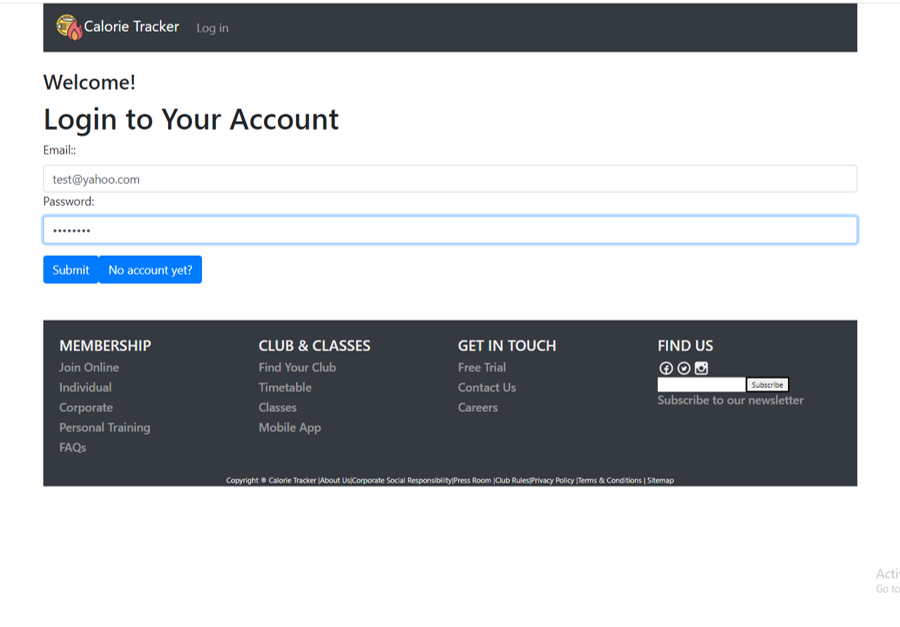 Calorie Tracker Log in
Welcome!
Login to Your Account
Email::
test@yahoo.com
Password:
••••••••
Submit No account yet?
MEMBERSHIP
Join Online
Individual
Corporate
Personal Training
FAQs
CLUB & CLASSES
Find Your Club
Timetable
Classes
Mobile App
GET IN TOUCH
Free Trial
Contact Us
Careers
FIND US
Subscribe
Subscribe to our newsletter
Copyright ® Calorie Tracker |About Us|Corporate Social Responsibility|Press Room |Club Rules|Privacy Policy |Terms & Conditions | Sitemap
Acti
Go to